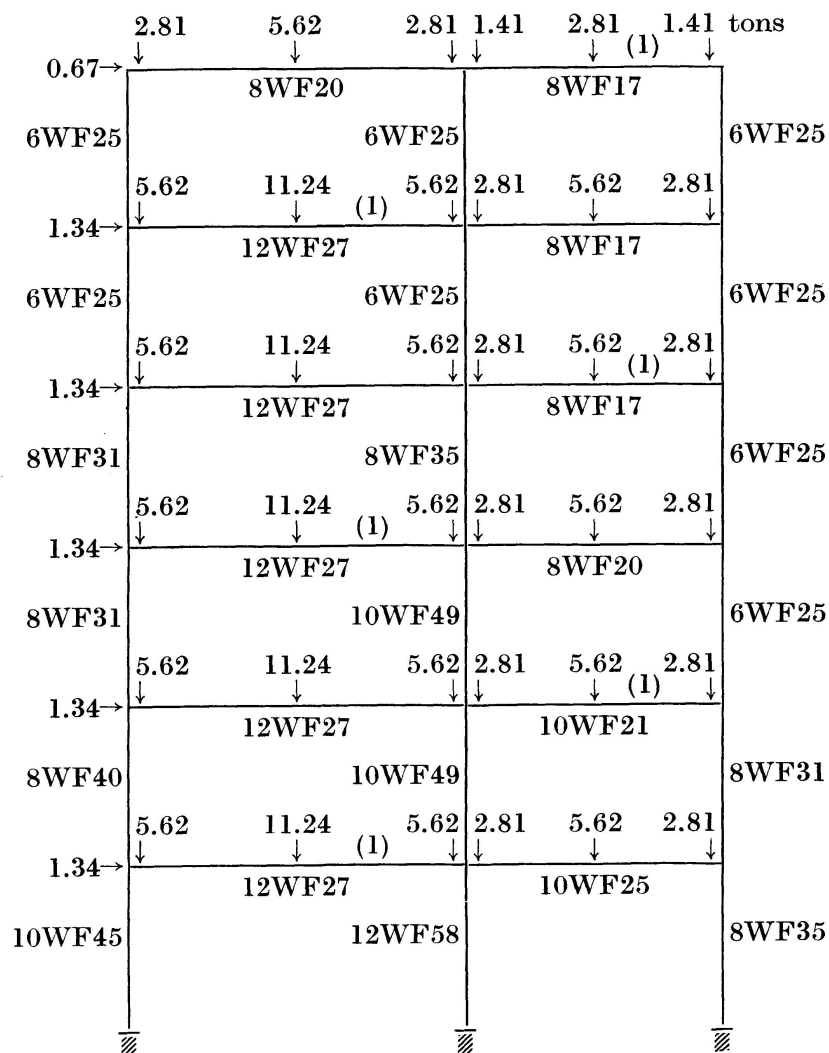 2.81 5.62 2.81 1.41 2.81 (1) 1.41 tons
0.67
8WF20 8WF17
6WF25 6WF25 6WF25
5.62 11.24 (1) 5.62 2.81 5.62 2.81
1.34
12WF27 8WF17
6WF25 6WF25 6WF25
5.62 11.24 5.62 2.81 5.62 (1) 2.81
1.34
12WF27 8WF17
8WF31 8WF35 6WF25
5.62 11.24 (1) 5.62 2.81 5.62 2.81
1.34
12WF27 8WF20
8WF31 10WF49 6WF25
5.62 11.24 5.62 2.81 5.62 (1) 2.81
1.34
12WF27 10WF21
8WF40 10WF49 8WF31
5.62 11.24 (1) 5.62 2.81 5.62 2.81
1.34
12WF27 10WF25
10WF45 12WF58 8WF35